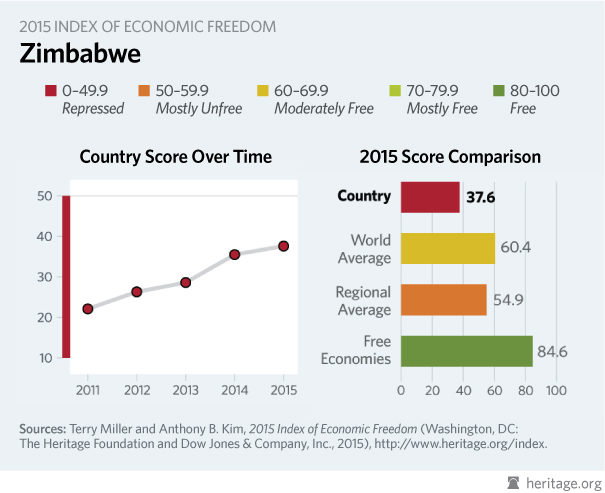 2015 INDEX OF ECONOMIC FREEDOM
Zimbabwe
0–49.9 50–59.9 60–69.9 70–79.9 80–100
Repressed Mostly Unfree Moderately Free Mostly Free Free
Country Score Over Time
50
40
30
20
10
2011 2012 2013 2014 2015
2015 Score Comparison
Country 37.6
World
Average 60.4
Regional
Average 54.9
Free
Economies 84.6
0 20 40 60 80 100
Sources: Terry Miller and Anthony B. Kim, 2015 Index of Economic Freedom (Washington, DC:
The Heritage Foundation and Dow Jones & Company, Inc., 2015), http://www.heritage.org/index.
heritage.org